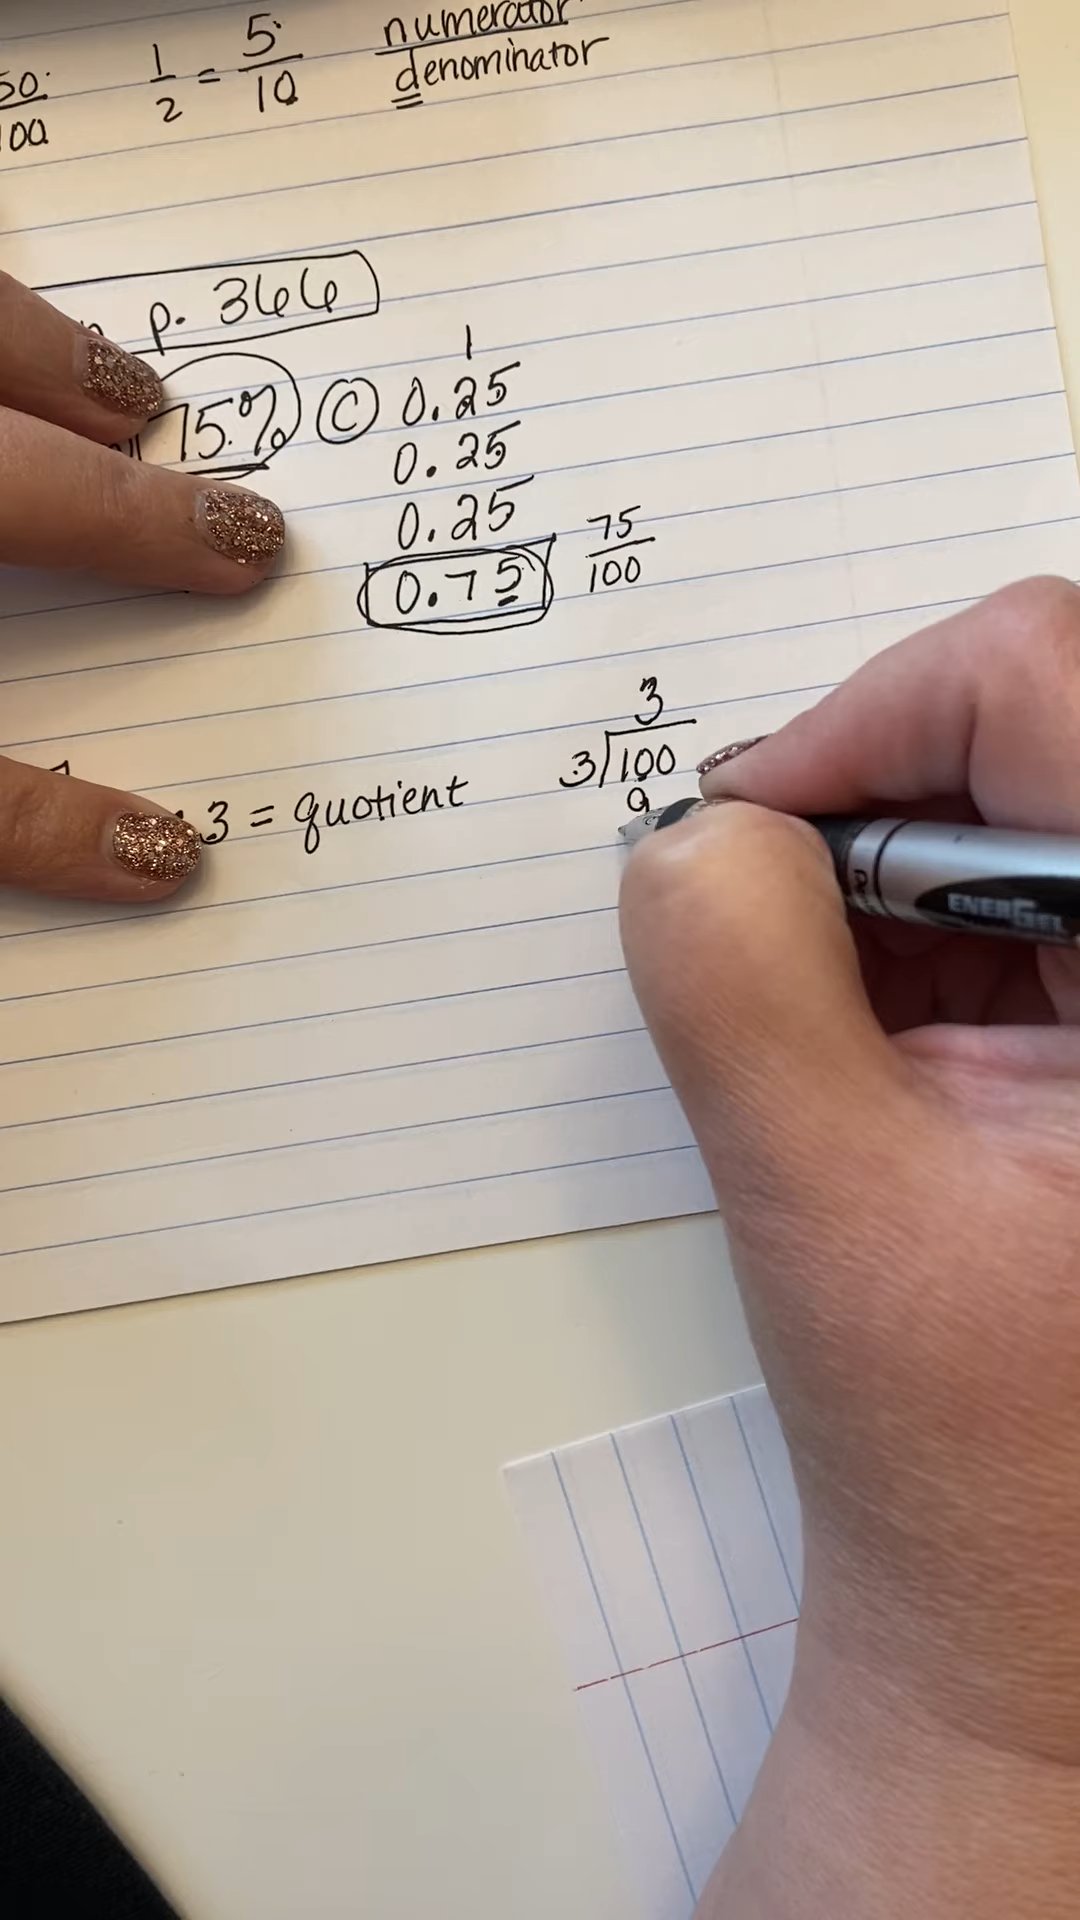 50 1/2 = 5/10 numerator
100 denominator
p. 366
1
75% © 0.25
0.25
0.25
0.75 75/100
3
3 = quotient 3)100
9
ENERGEL